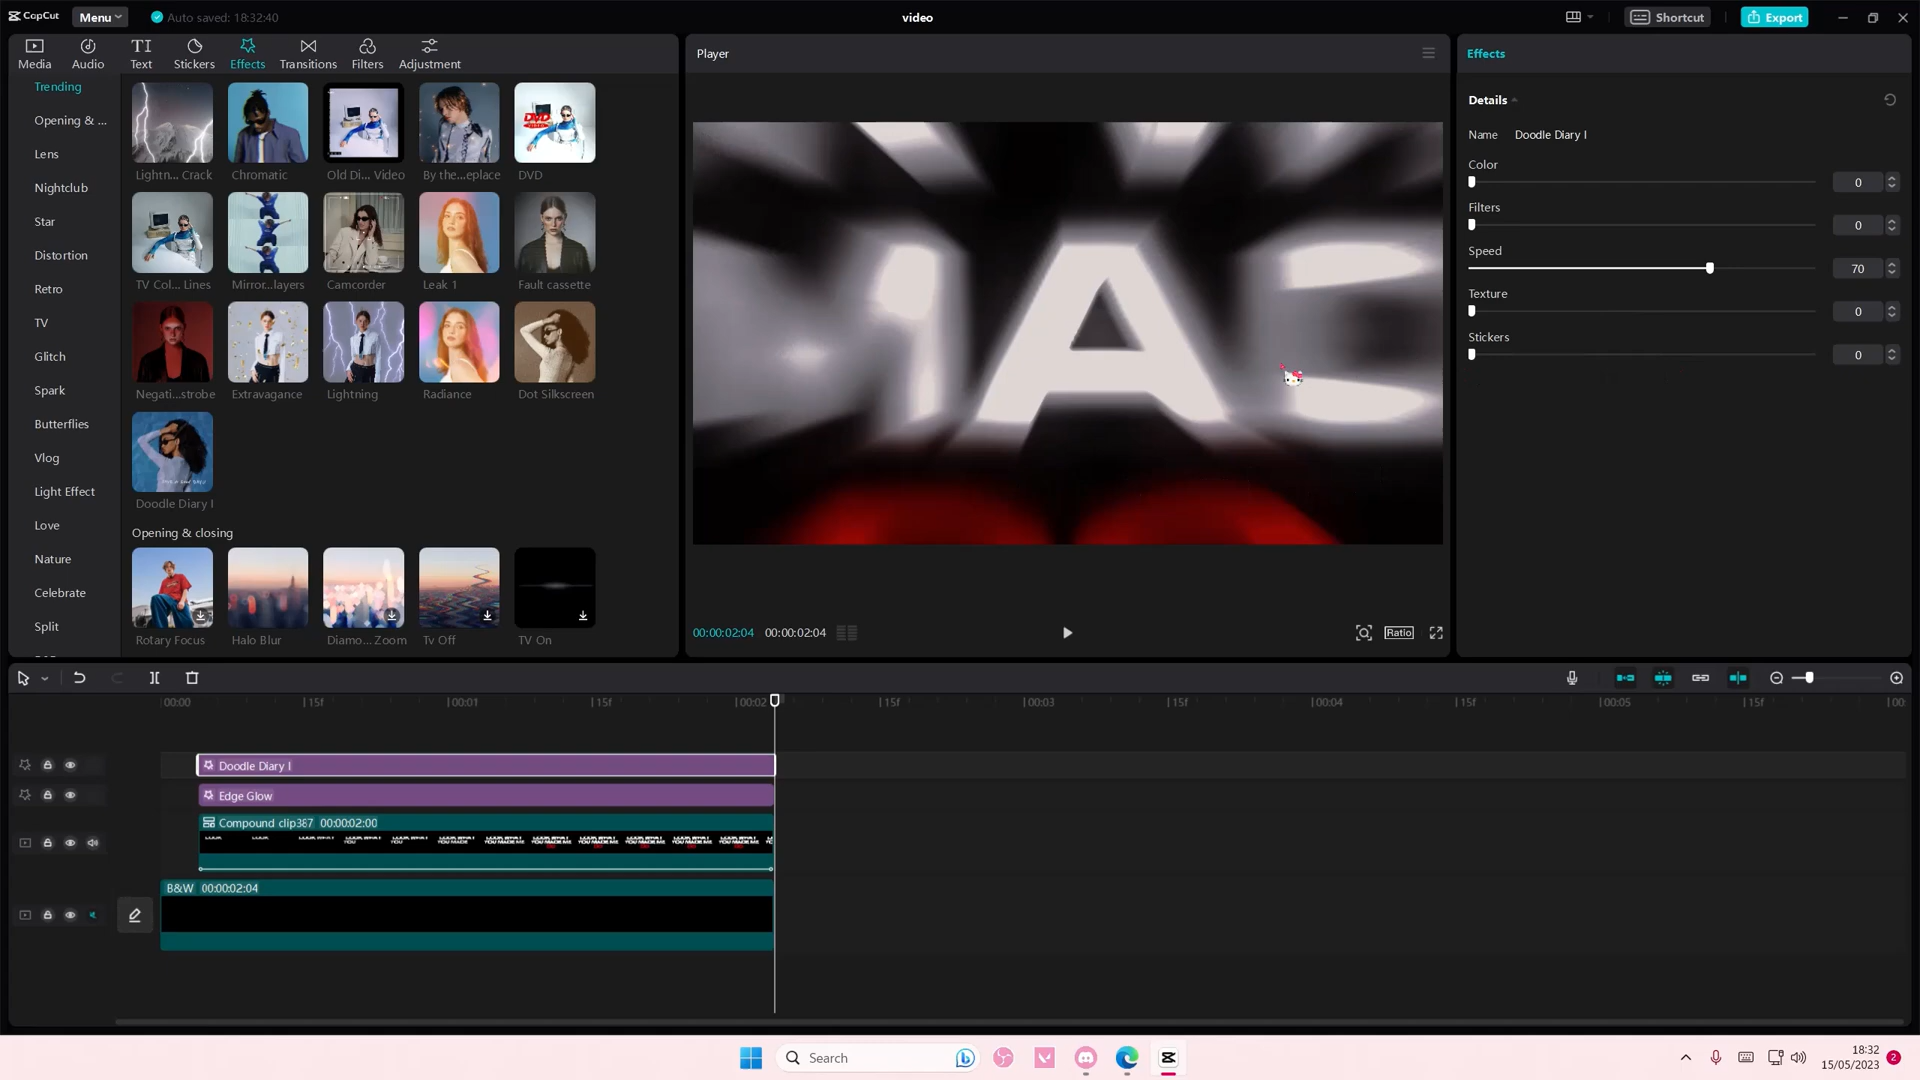 CapCut
Menu
Auto saved: 18:32:40
video
Shortcut
Export
Media
Audio
TI
Text
Stickers
Effects
Transitions
Filters
Adjustment
Trending
Opening & ...
Lens
Nightclub
Star
Distortion
Retro
TV
Glitch
Spark
Butterflies
Vlog
Light Effect
Love
Nature
Celebrate
Split
Lightn... Crack
Chromatic
Old Di... Video
By the...eplace
DVD
TV Col... Lines
Mirror...layers
Camcorder
Leak 1
Fault cassette
Negati...strobe
Extravagance
Lightning
Radiance
Dot Silkscreen
Doodle Diary I
Opening & closing
Rotary Focus
Halo Blur
Diamo... Zoom
Tv Off
TV On
Player
A
00:00:02:04
00:00:02:04
Ratio
Effects
Details
Name Doodle Diary I
Color
0
Filters
0
Speed
70
Texture
0
Stickers
0
00:00
15f
00:01
15f
00:02
15f
00:03
15f
00:04
15f
00:05
15f
00:
Doodle Diary I
Edge Glow
Compound clip387 00:00:02:00
B&W 00:00:02:04
Search
18:32
15/05/2023
2